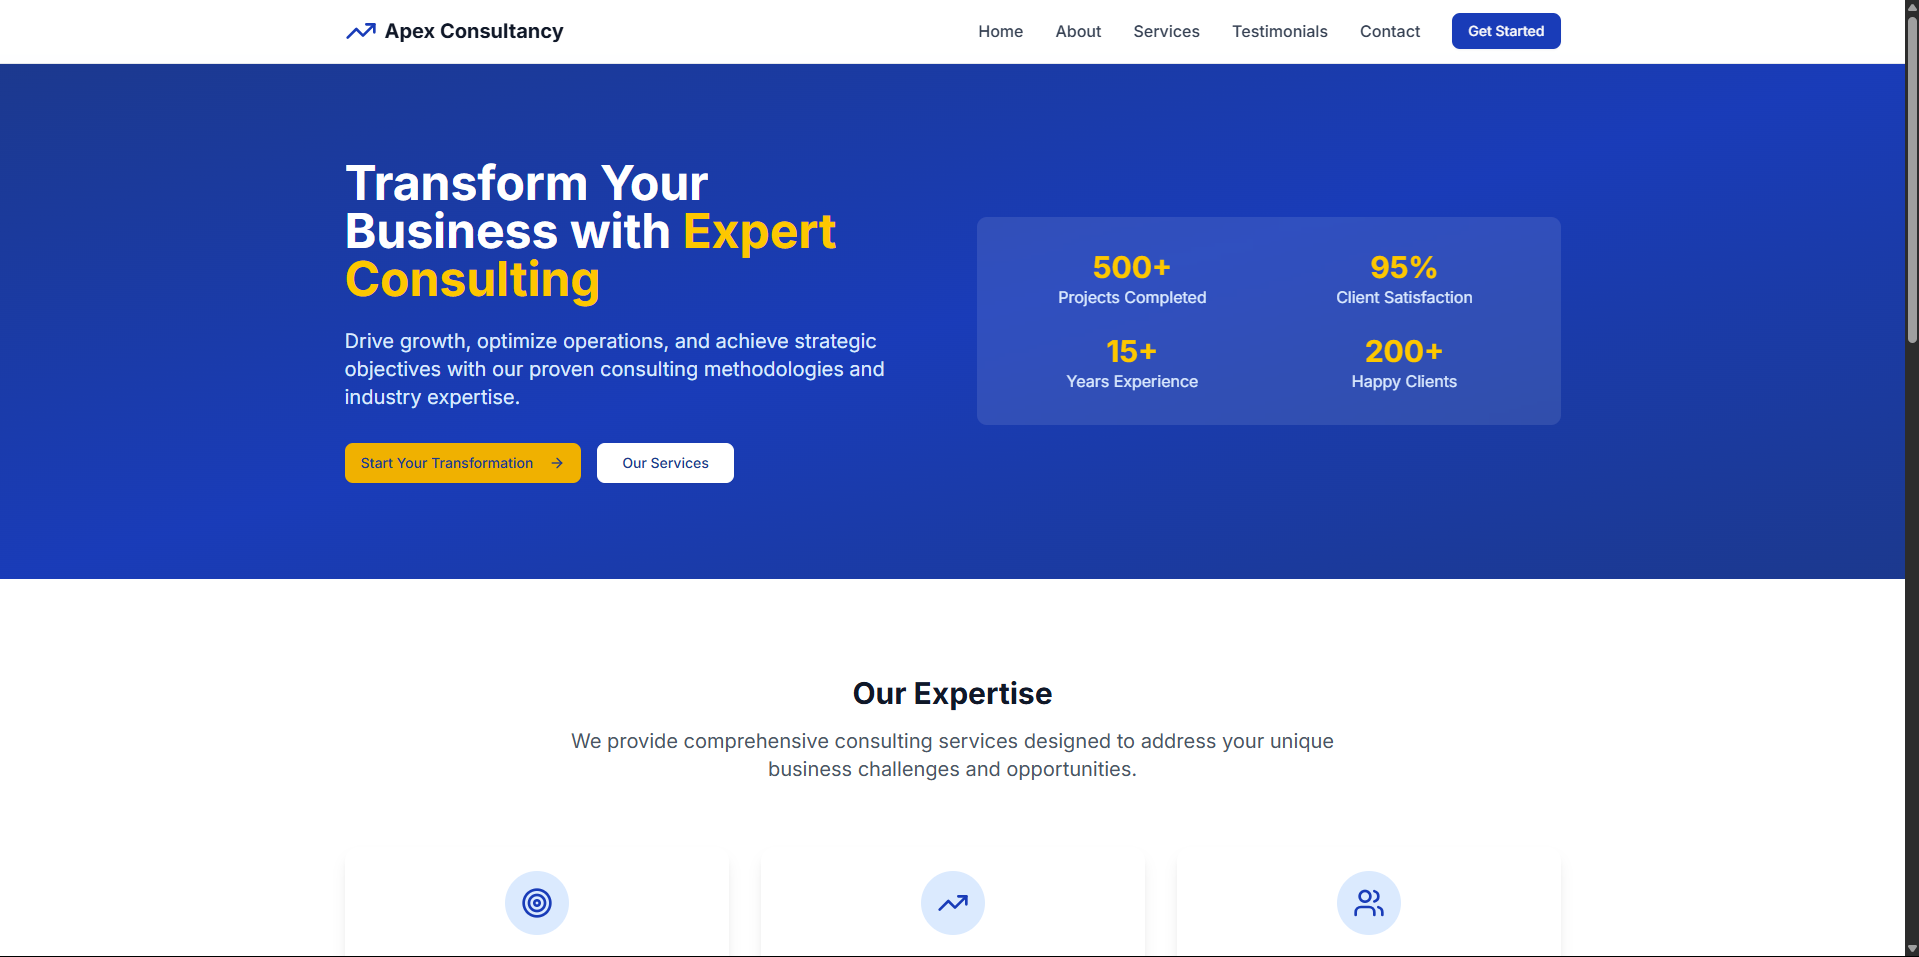 Apex Consultancy
Home
About
Services
Testimonials
Contact
Get Started
Transform Your
Business with Expert
Consulting
Drive growth, optimize operations, and achieve strategic
objectives with our proven consulting methodologies and
industry expertise.
Start Your Transformation
Our Services
500+
Projects Completed
95%
Client Satisfaction
15+
Years Experience
200+
Happy Clients
Our Expertise
We provide comprehensive consulting services designed to address your unique
business challenges and opportunities.